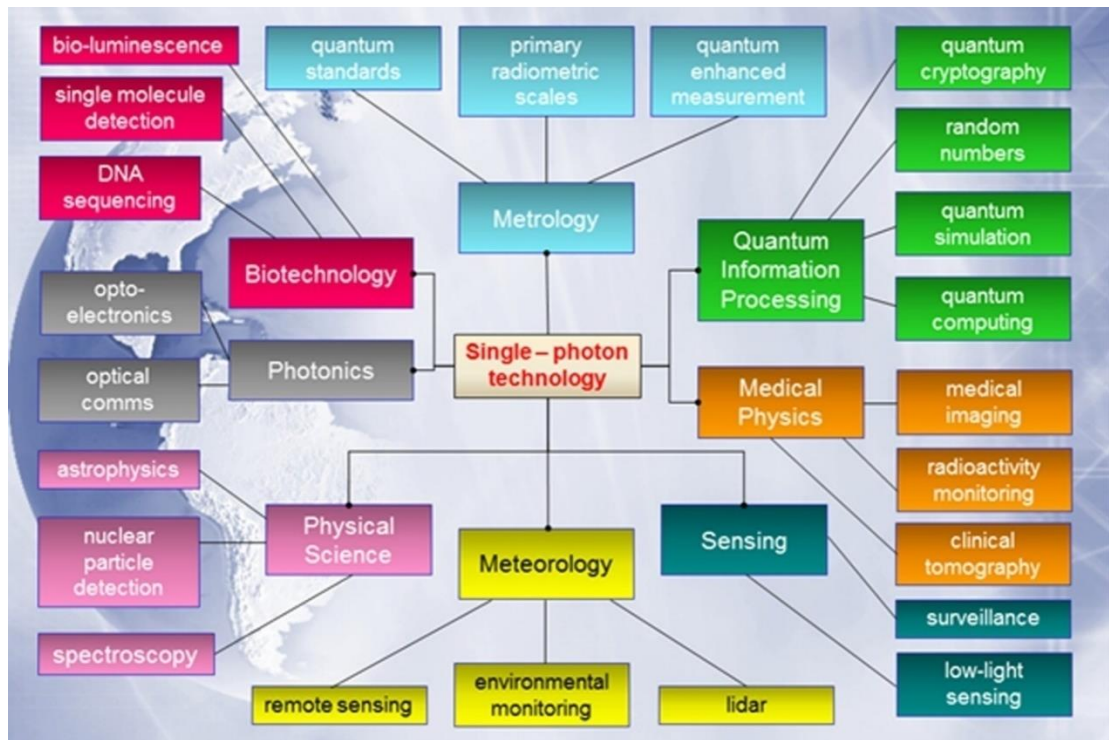 bio-luminescence
single molecule
detection
DNA
sequencing
Biotechnology
quantum
standards
primary
radiometric
scales
quantum
enhanced
measurement
Metrology
quantum
cryptography
random
numbers
quantum
simulation
quantum
computing
Quantum
Information
Processing
opto-
electronics
optical
comms
Photonics
Single – photon
technology
Medical
Physics
medical
imaging
radioactivity
monitoring
clinical
tomography
astrophysics
nuclear
particle
detection
spectroscopy
Physical
Science
Meteorology
remote sensing
environmental
monitoring
lidar
Sensing
surveillance
low-light
sensing